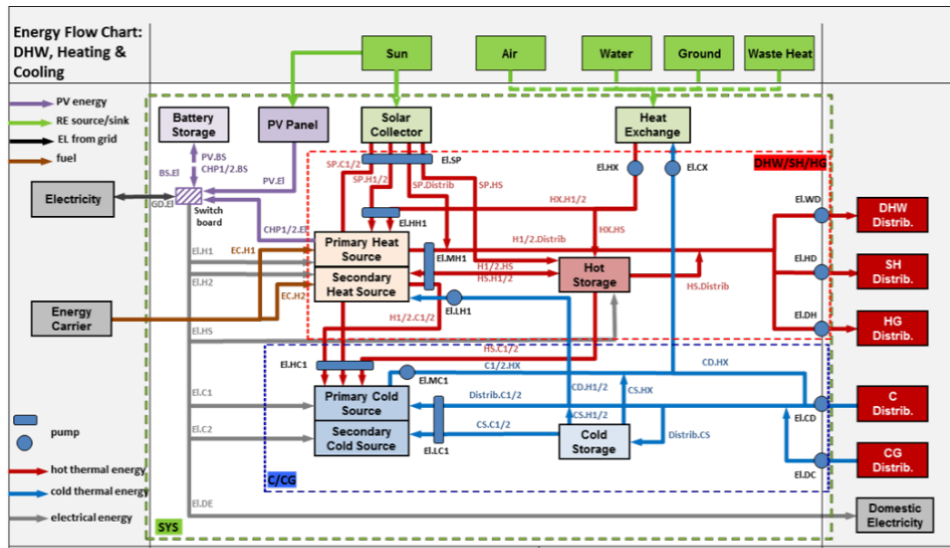 Energy Flow Chart:
DHW, Heating &
Cooling
Sun
Air
Water
Ground
Waste Heat
PV energy
RE source/sink
EL from grid
fuel
Battery
Storage
PV Panel
Solar
Collector
Heat
Exchange
PV.BS
CHP1/2.BS
BS.El
PV.El
SP.C1/2
SP.H1/2
El.SP
SP.Distrib
SP.HS
El.HX
El.CX
DHW/SH/HG
Electricity
GD.El
Switch
board
CHP1/2.El
El.HH1
HX.H1/2
HX.HS
El.WD
DHW
Distrib.
El.H1
EC.H1
Primary Heat
Source
El.MH1
H1/2.Distrib
El.H2
EC.H2
Secondary
Heat Source
H1/2.HS
HS.H1/2
Hot
Storage
HS.Distrib
El.HD
SH
Distrib.
Energy
Carrier
El.LH1
H1/2.C1/2
El.DH
HG
Distrib.
El.HS
HS.C1/2
El.HC1
C1/2.HX
El.MC1
CD.HX
CD.H1/2
CS.HX
El.C1
Primary Cold
Source
Distrib.C1/2
C
Distrib.
El.CD
CS.H1/2
El.C2
Secondary
Cold Source
CS.C1/2
El.LC1
Cold
Storage
Distrib.CS
CG
Distrib.
El.DC
pump
hot thermal energy
cold thermal energy
electrical energy
C/CG
El.DE
SYS
Domestic
Electricity